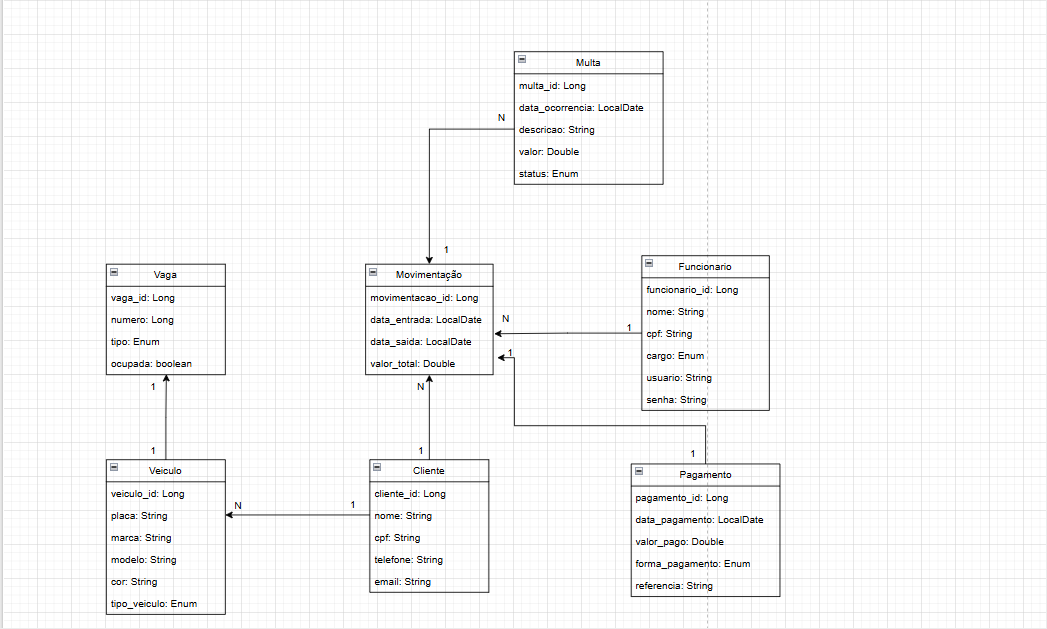 Multa
multa_id: Long
data_ocorrencia: LocalDate
descricao: String
valor: Double
status: Enum
N
1
Vaga
vaga_id: Long
numero: Long
tipo: Enum
ocupada: boolean
1
Movimentação
movimentacao_id: Long
data_entrada: LocalDate
data_saida: LocalDate
valor_total: Double
N
1
N
Funcionario
funcionario_id: Long
nome: String
cpf: String
cargo: Enum
usuario: String
senha: String
1
1
Veiculo
veiculo_id: Long
placa: String
marca: String
modelo: String
cor: String
tipo_veiculo: Enum
N
1
1
Cliente
cliente_id: Long
nome: String
cpf: String
telefone: String
email: String
1
Pagamento
pagamento_id: Long
data_pagamento: LocalDate
valor_pago: Double
forma_pagamento: Enum
referencia: String